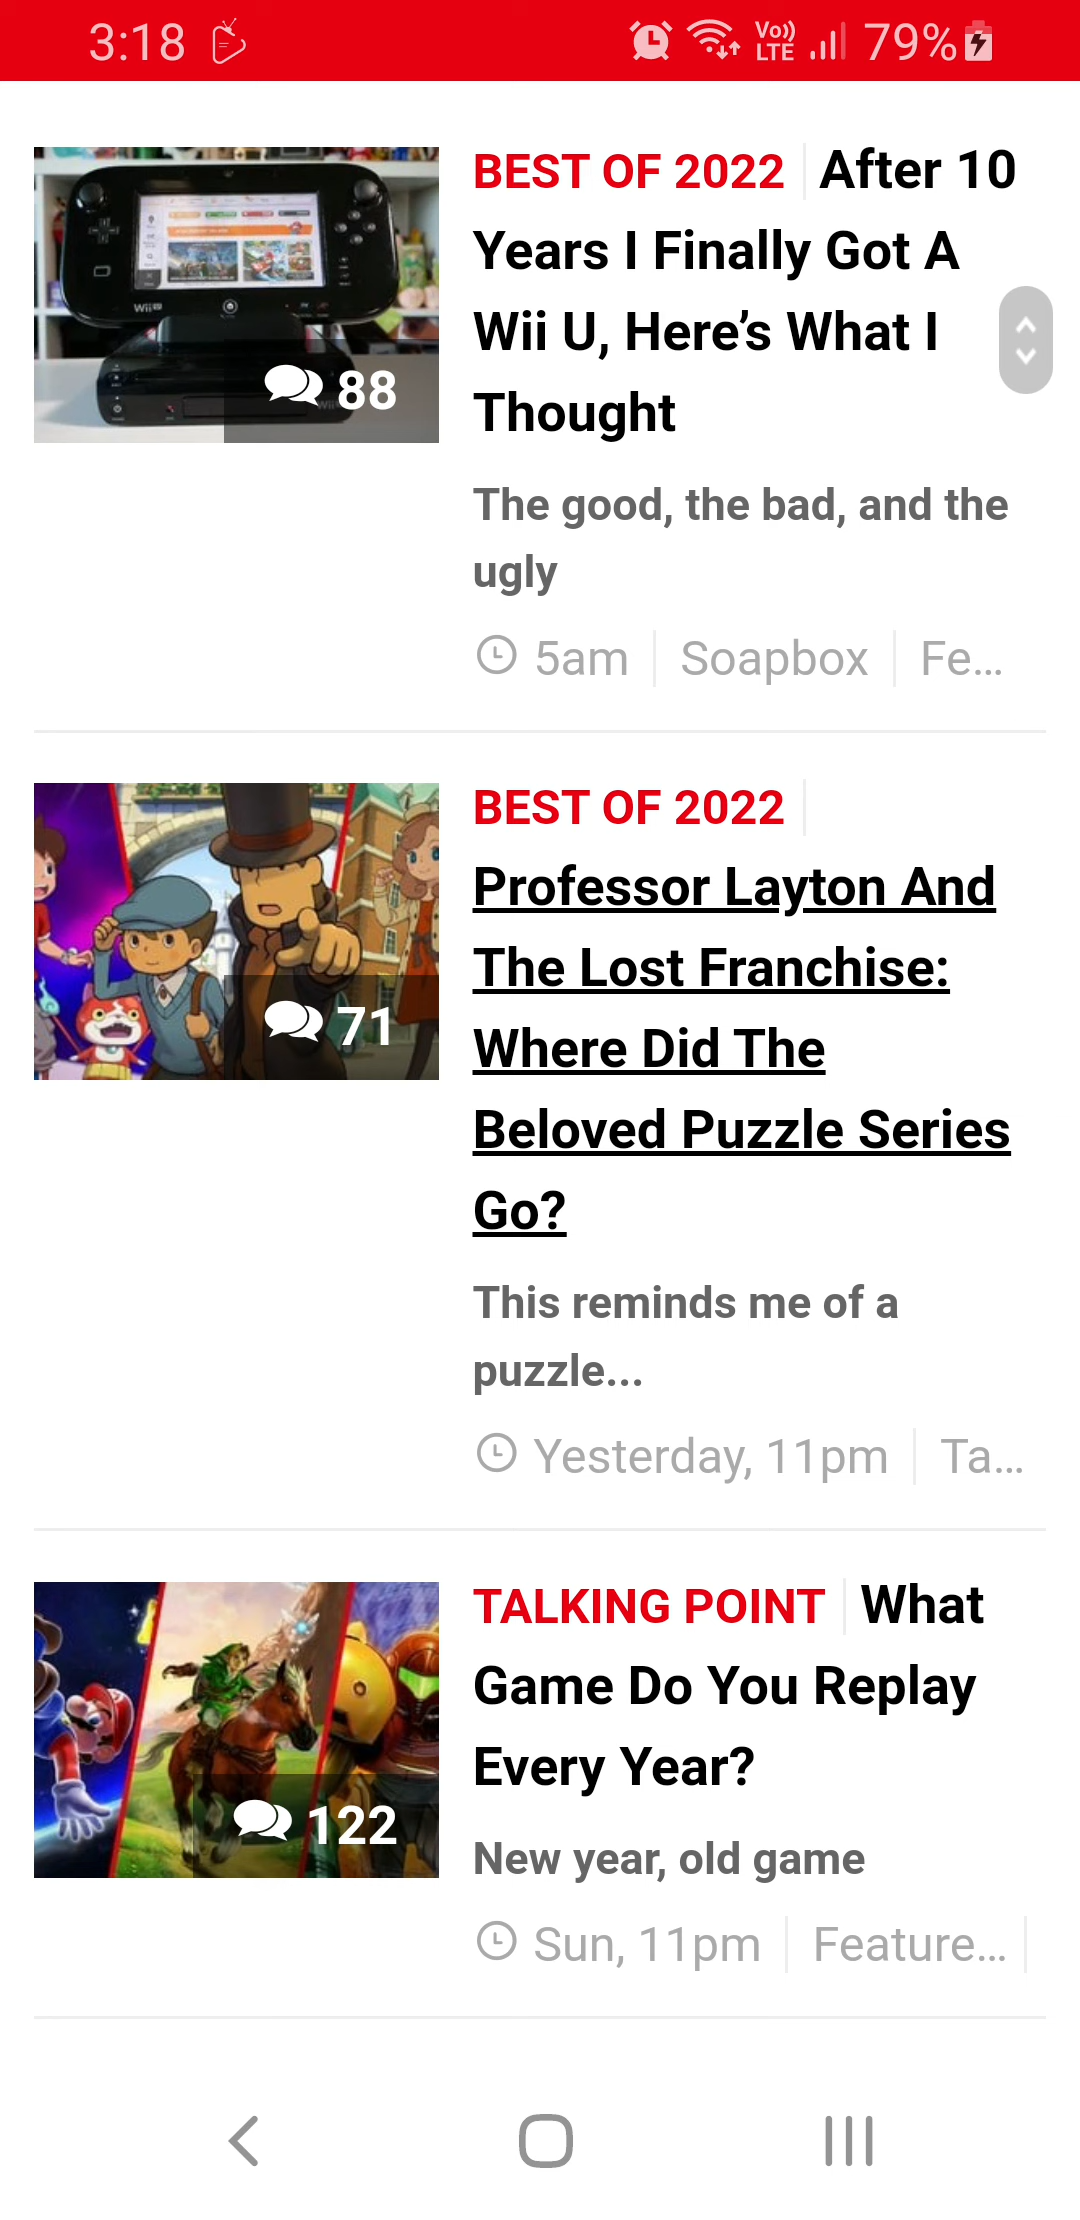 3:18 Vo)) LTE 79%
BEST OF 2022 After 10
Years I Finally Got A
Wii U, Here’s What I
Thought
WiiU
88
The good, the bad, and the
ugly
5am Soapbox Fe...
BEST OF 2022
Professor Layton And
The Lost Franchise:
Where Did The
Beloved Puzzle Series
Go?
71
This reminds me of a
puzzle...
Yesterday, 11pm Ta...
TALKING POINT What
Game Do You Replay
Every Year?
122
New year, old game
Sun, 11pm Feature...